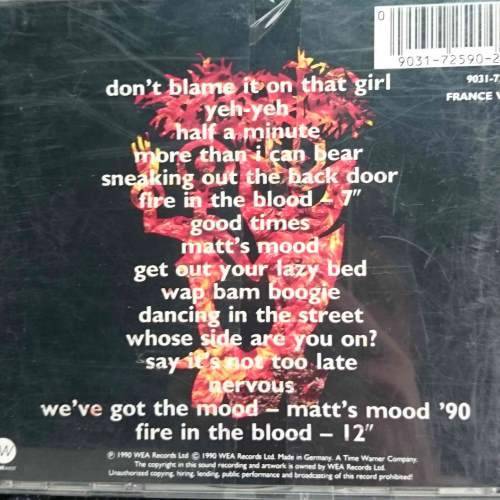 9031-72590-2
9031-7
FRANCE
don't blame it on that girl
yeh-yeh
half a minute
more than i can bear
sneaking out the back door
fire in the blood – 7"
good times
matt's mood
get out your lazy bed
wap bam boogie
dancing in the street
whose side are you on?
say it's not too late
nervous
we've got the mood – matt's mood '90
fire in the blood – 12"
℗ 1990 WEA Records Ltd © 1990 WEA Records Ltd. Made in Germany. A Time Warner Company.
The copyright in this sound recording and artwork is owned by WEA Records Ltd.
Unauthorized copying, hiring, lending, public performance and broadcasting of this record prohibited!